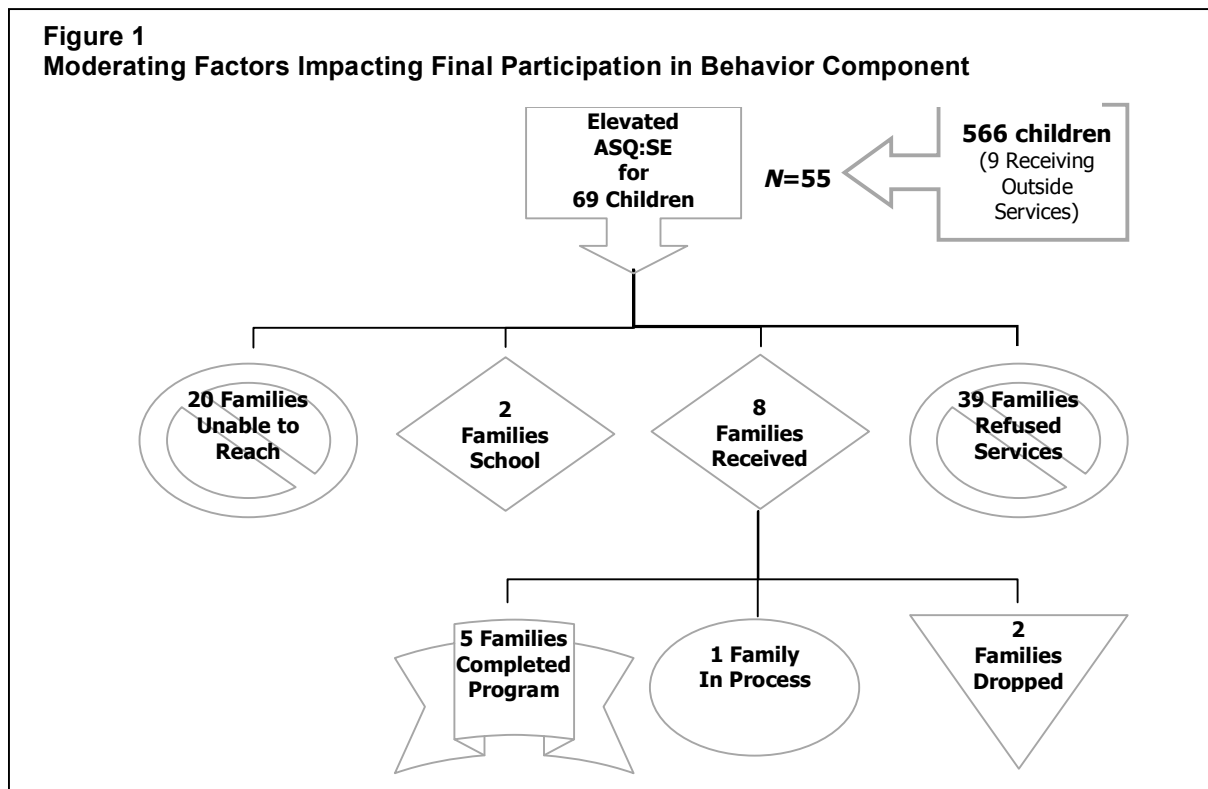 Figure 1
Moderating Factors Impacting Final Participation in Behavior Component
Elevated
ASQ:SE
for
69 Children
N=55
566 children
(9 Receiving
Outside
Services)
20 Families
Unable to
Reach
2
Families
School
8
Families
Received
39 Families
Refused
Services
5 Families
Completed
Program
1 Family
In Process
2
Families
Dropped